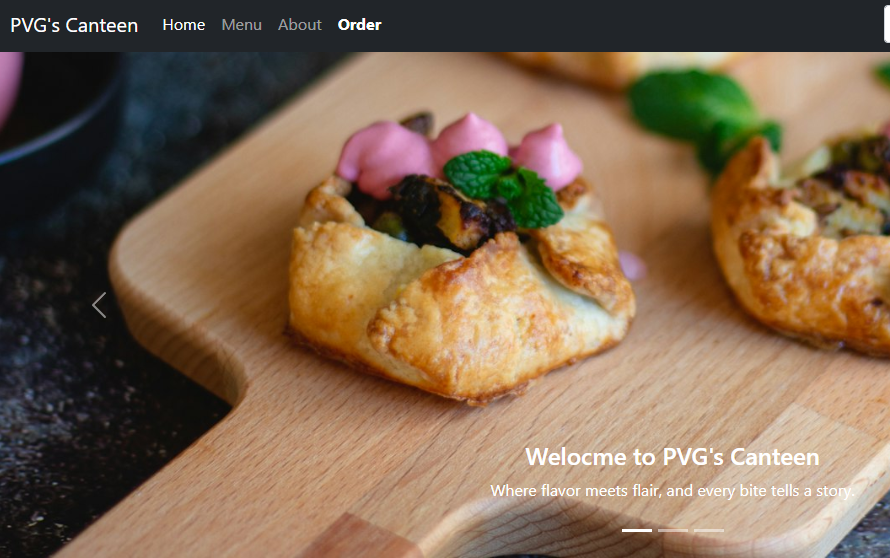 PVG's Canteen Home Menu About Order
Welocme to PVG's Canteen
Where flavor meets flair, and every bite tells a story.